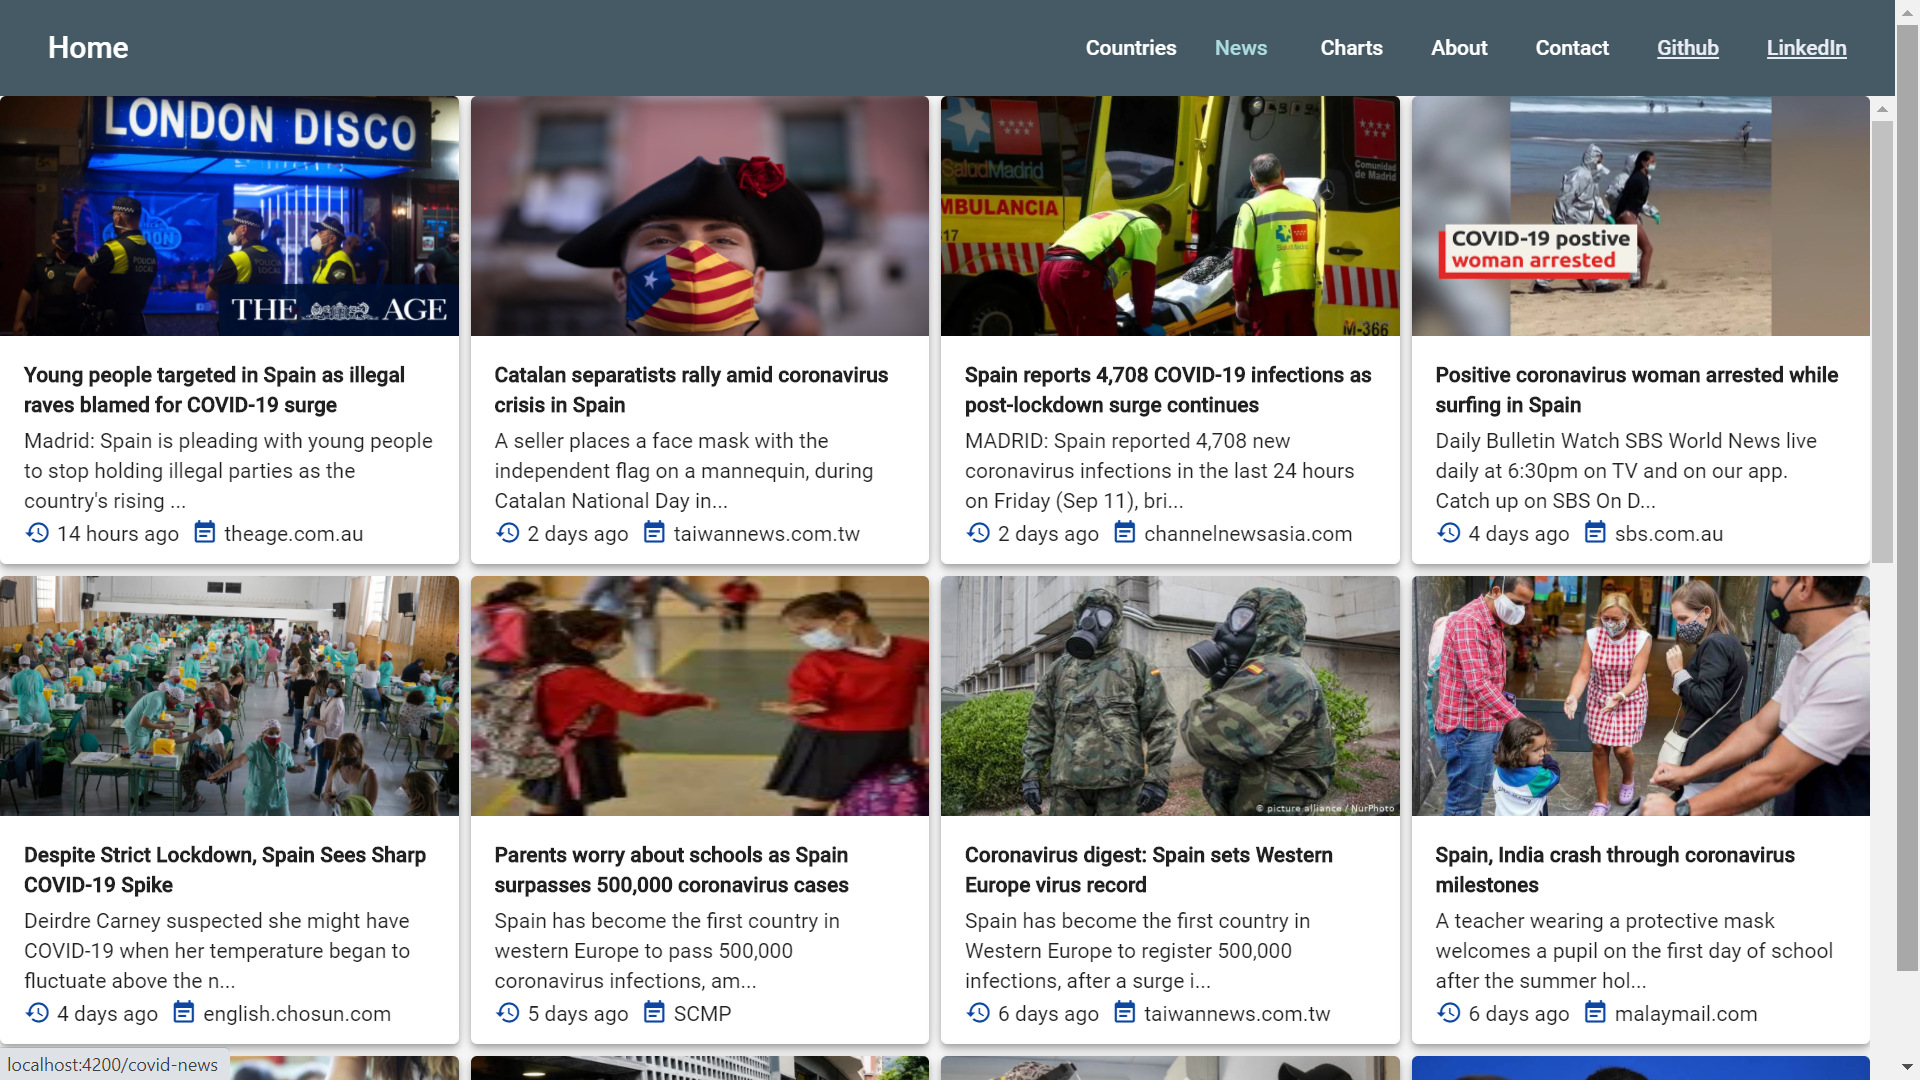 Home
Countries
News
Charts
About
Contact
Github
LinkedIn
LONDON DISCO
POLICIA LOCAL
POLICIA LOCAL
THE AGE
SaludMadrid
Comunidad de Madrid
MBULANCIA
17
M-366
COVID-19 postive
woman arrested
Young people targeted in Spain as illegal
raves blamed for COVID-19 surge
Madrid: Spain is pleading with young people
to stop holding illegal parties as the
country's rising ...
14 hours ago theage.com.au
Catalan separatists rally amid coronavirus
crisis in Spain
A seller places a face mask with the
independent flag on a mannequin, during
Catalan National Day in...
2 days ago taiwannews.com.tw
Spain reports 4,708 COVID-19 infections as
post-lockdown surge continues
MADRID: Spain reported 4,708 new
coronavirus infections in the last 24 hours
on Friday (Sep 11), bri...
2 days ago channelnewsasia.com
Positive coronavirus woman arrested while
surfing in Spain
Daily Bulletin Watch SBS World News live
daily at 6:30pm on TV and on our app.
Catch up on SBS On D...
4 days ago sbs.com.au
© picture alliance / NurPhoto
Despite Strict Lockdown, Spain Sees Sharp
COVID-19 Spike
Deirdre Carney suspected she might have
COVID-19 when her temperature began to
fluctuate above the n...
4 days ago english.chosun.com
Parents worry about schools as Spain
surpasses 500,000 coronavirus cases
Spain has become the first country in
western Europe to pass 500,000
coronavirus infections, am...
5 days ago SCMP
Coronavirus digest: Spain sets Western
Europe virus record
Spain has become the first country in
Western Europe to register 500,000
infections, after a surge i...
6 days ago taiwannews.com.tw
Spain, India crash through coronavirus
milestones
A teacher wearing a protective mask
welcomes a pupil on the first day of school
after the summer hol...
6 days ago malaymail.com
localhost:4200/covid-news